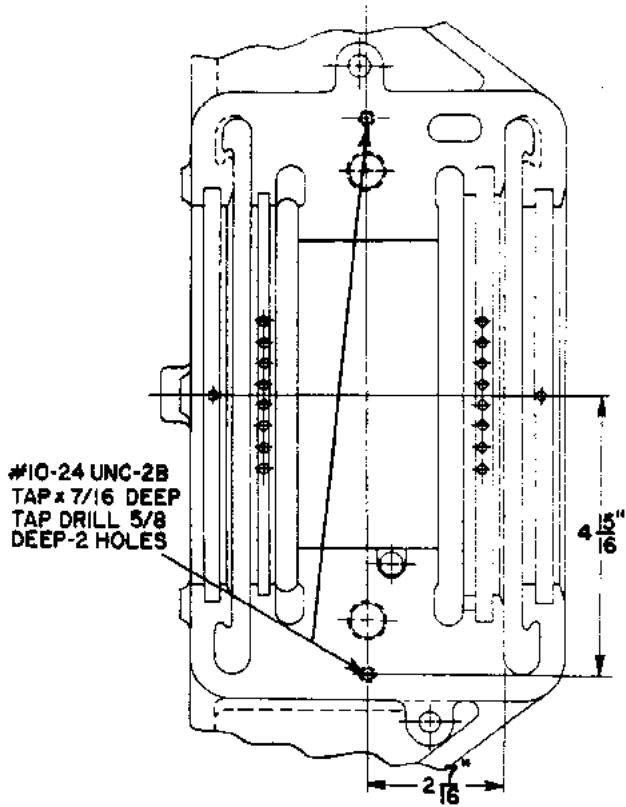 #10-24 UNC-2B
TAP x 7/16 DEEP
TAP DRILL 5/8
DEEP-2 HOLES
4 15/16"
2 7/16"